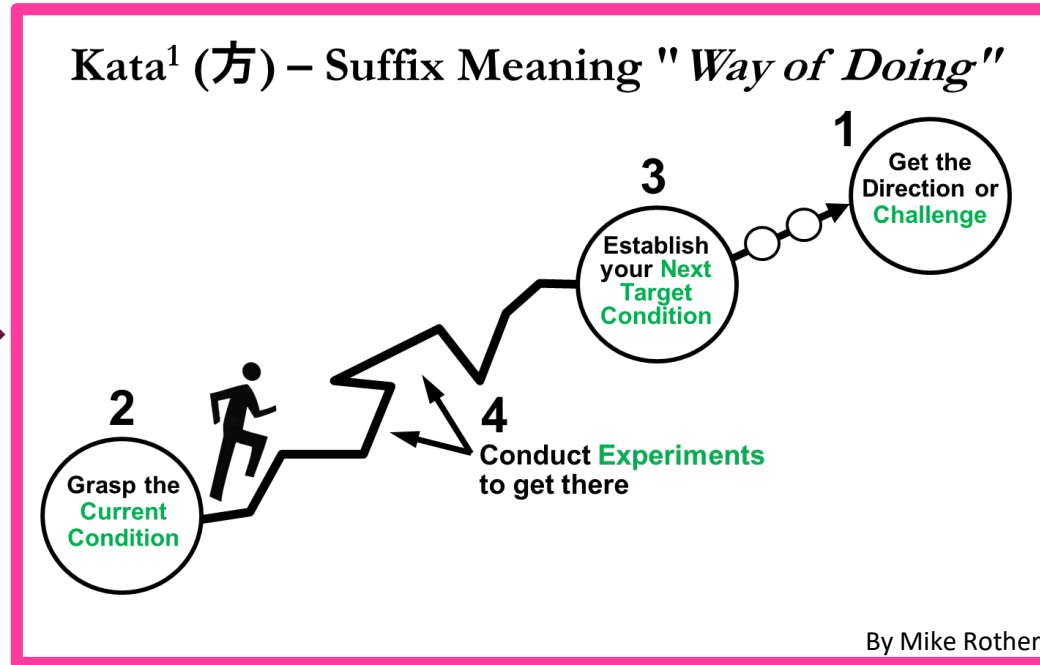 Kata¹ (方) – Suffix Meaning "Way of Doing"
1
Get the
Direction or
Challenge
3
Establish
your Next
Target
Condition
2
Grasp the
Current
Condition
4
Conduct Experiments
to get there
By Mike Rother